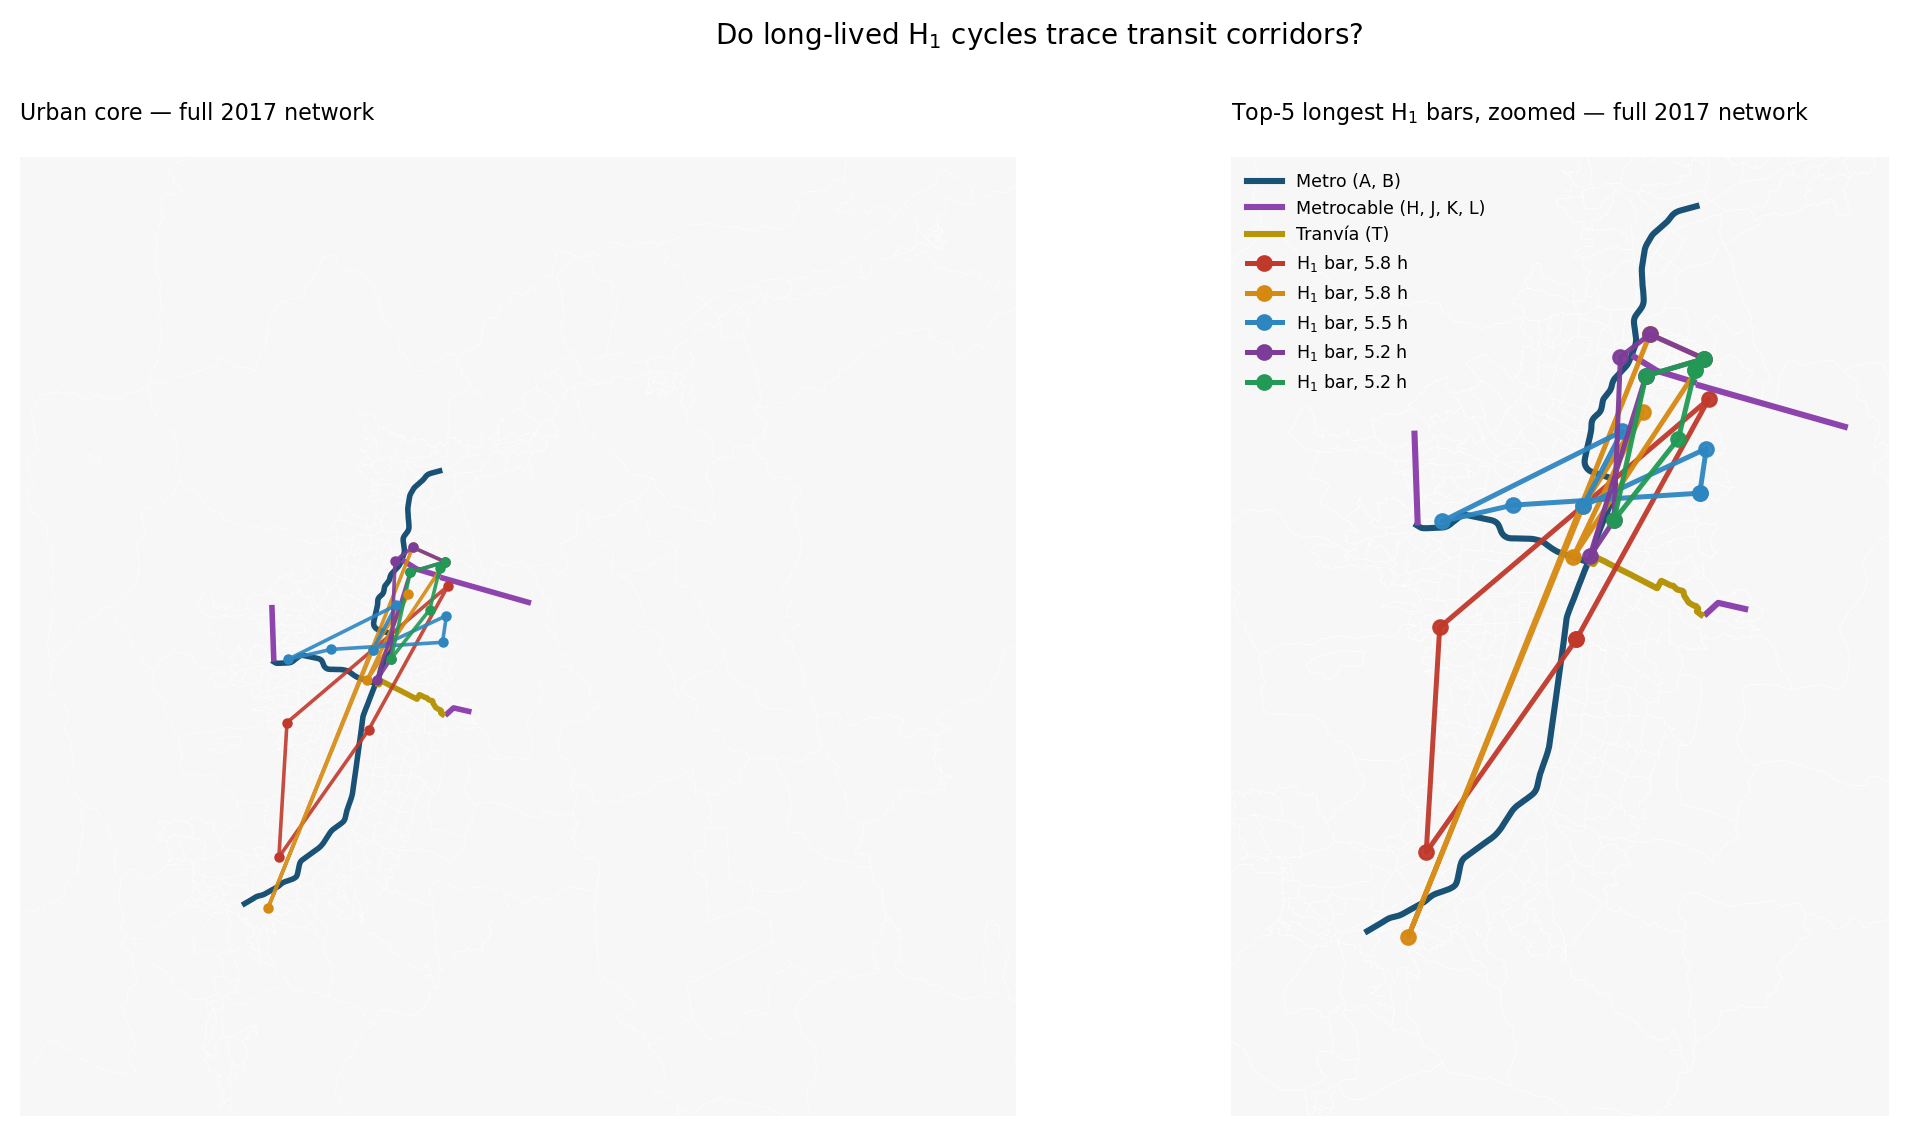 Do long-lived H₁ cycles trace transit corridors?
Urban core — full 2017 network
Top-5 longest H₁ bars, zoomed — full 2017 network
Metro (A, B)
Metrocable (H, J, K, L)
Tranvía (T)
H₁ bar, 5.8 h
H₁ bar, 5.8 h
H₁ bar, 5.5 h
H₁ bar, 5.2 h
H₁ bar, 5.2 h